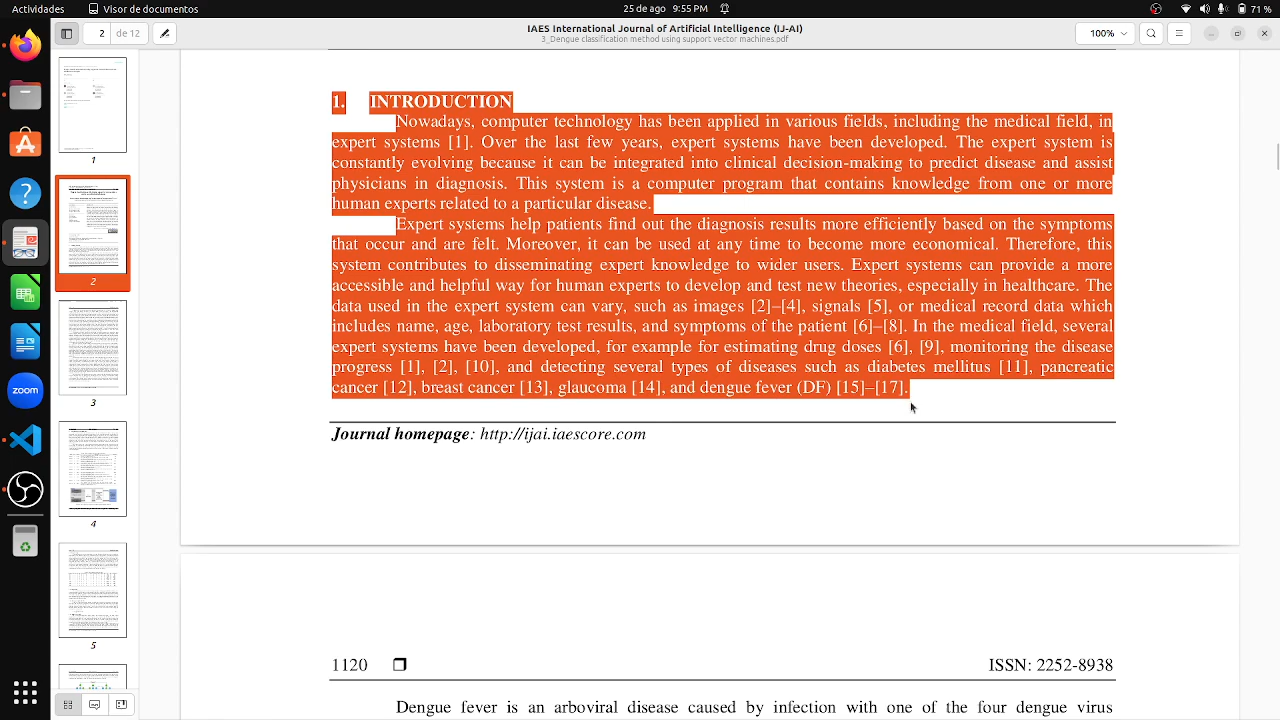 Actividades
Visor de documentos
25 de ago 9:55 PM
71 %
2 de 12
IAES International Journal of Artificial Intelligence (IJ-AI)
3_Dengue classification method using support vector machines.pdf
100%
1. INTRODUCTION
Nowadays, computer technology has been applied in various fields, including the medical field, in
expert systems [1]. Over the last few years, expert systems have been developed. The expert system is
constantly evolving because it can be integrated into clinical decision-making to predict disease and assist
physicians in diagnosis. This system is a computer program that contains knowledge from one or more
human experts related to a particular disease.
Expert systems help patients find out the diagnosis results more efficiently based on the symptoms
that occur and are felt. Moreover, it can be used at any time to become more economical. Therefore, this
system contributes to disseminating expert knowledge to wider users. Expert systems can provide a more
accessible and helpful way for human experts to develop and test new theories, especially in healthcare. The
data used in the expert system can vary, such as images [2]–[4], signals [5], or medical record data which
includes name, age, laboratory test results, and symptoms of the patient [6]–[8]. In the medical field, several
expert systems have been developed, for example for estimating drug doses [6], [9], monitoring the disease
progress [1], [2], [10], and detecting several types of diseases such as diabetes mellitus [11], pancreatic
cancer [12], breast cancer [13], glaucoma [14], and dengue fever (DF) [15]–[17].
Journal homepage: http://ijai.iaescore.com
1120 ISSN: 2252-8938
Dengue fever is an arboviral disease caused by infection with one of the four dengue virus
1
2
3
4
5
zoom